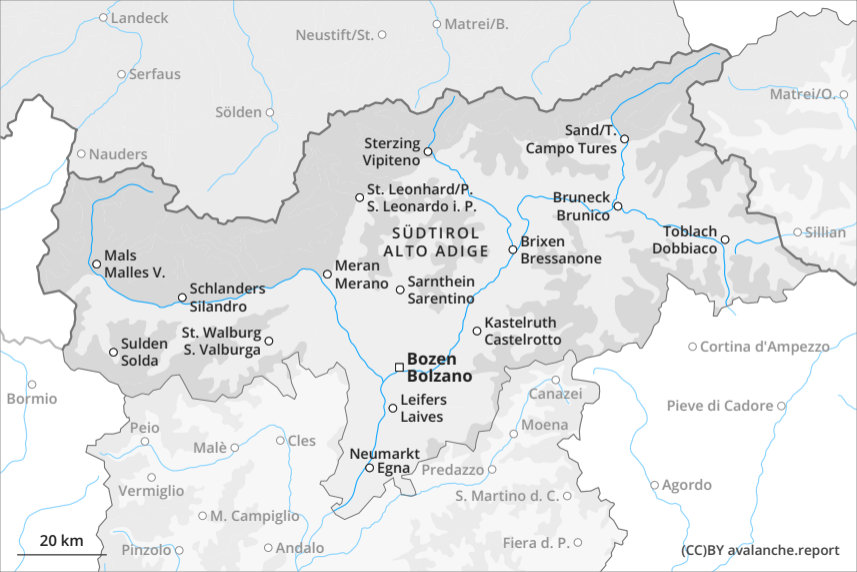 Landeck
Matrei/B.
Neustift/St.
Serfaus
Matrei/O.
Sölden
Sand/T.
Campo Tures
Sterzing
Vipiteno
Nauders
St. Leonhard/P.
S. Leonardo i. P.
Bruneck
Brunico
SÜDTIROL
ALTO ADIGE
Toblach
Dobbiaco
Sillian
Brixen
Bressanone
Mals
Malles V.
Meran
Merano
Sarnthein
Sarentino
Schlanders
Silandro
Kastelruth
Castelrotto
St. Walburg
S. Valburga
Sulden
Solda
Cortina d'Ampezzo
Bozen
Bolzano
Bormio
Canazei
Leifers
Laives
Pieve di Cadore
Peio
Moena
Cles
Malè
Neumarkt
Egna
Predazzo
Vermiglio
Agordo
S. Martino d. C.
M. Campiglio
20 km
Pinzolo
Andalo
Fiera d. P.
(CC)BY avalanche.report